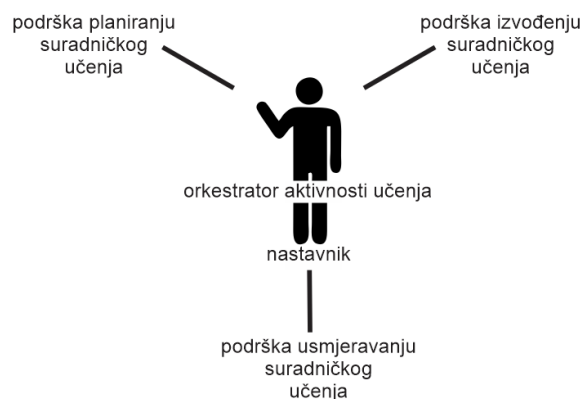 podrška planiranju
suradničkog
učenja
podrška izvođenju
suradničkog
učenja
orkestrator aktivnosti učenja
nastavnik
podrška usmjeravanju
suradničkog
učenja